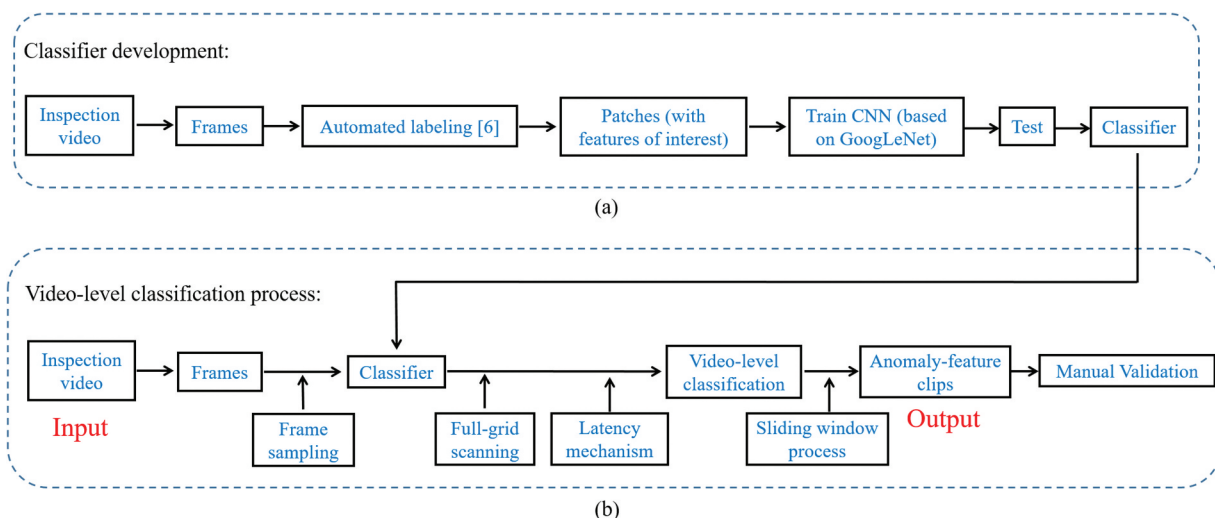 Classifier development:
Inspection
video
Frames
Automated labeling [6]
Patches (with
features of interest)
Train CNN (based
on GoogLeNet)
Test
Classifier
(a)
Video-level classification process:
Inspection
video
Frames
Classifier
Video-level
classification
Anomaly-feature
clips
Manual Validation
Input
Output
Frame
sampling
Full-grid
scanning
Latency
mechanism
Sliding window
process
(b)